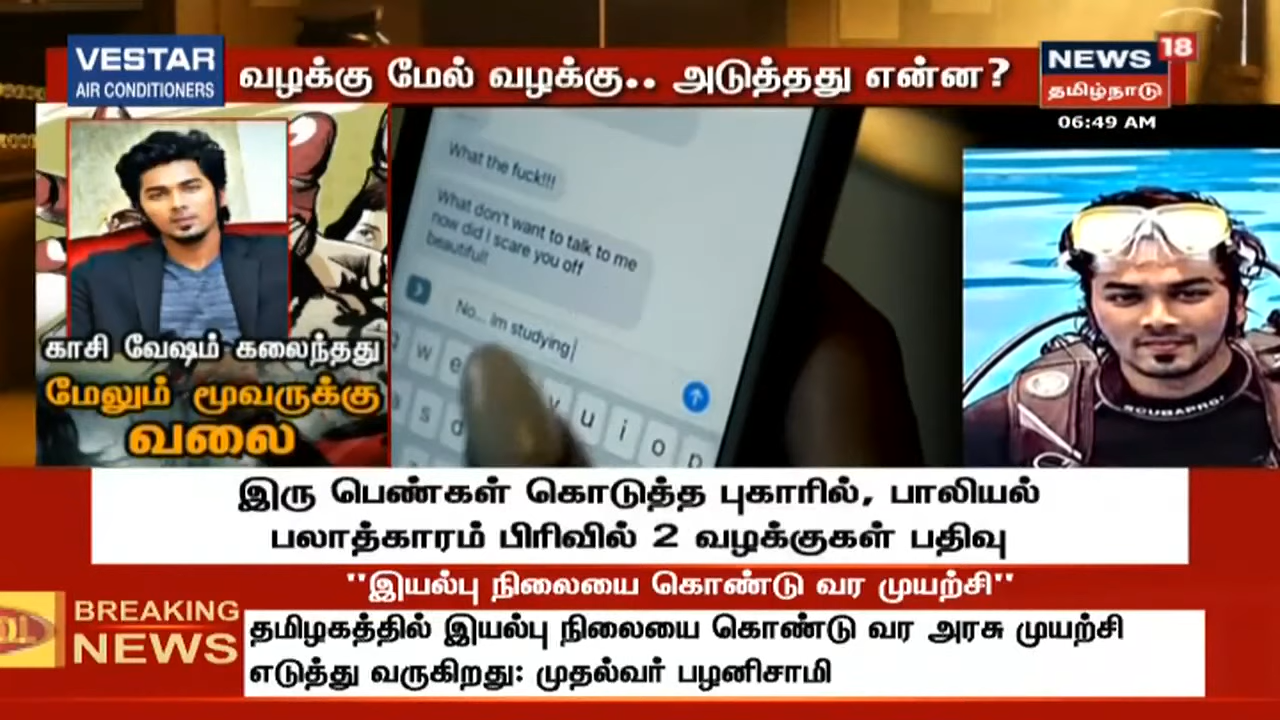 VESTAR
AIR CONDITIONERS
வழக்கு மேல் வழக்கு.. அடுத்தது என்ன?
NEWS 18
தமிழ்நாடு
06:49 AM
What the fuck!!!
What don't want to talk to me
now did I scare you off
beautiful!
No... Im studying
w e y u i o p
a s d
காசி வேஷம் கலைந்தது
மேலும் மூவருக்கு
வலை
SCUBAPRO
இரு பெண்கள் கொடுத்த புகாரில், பாலியல்
பலாத்காரம் பிரிவில் 2 வழக்குகள் பதிவு
"இயல்பு நிலையை கொண்டு வர முயற்சி"
BREAKING
NEWS
தமிழகத்தில் இயல்பு நிலையை கொண்டு வர அரசு முயற்சி
எடுத்து வருகிறது: முதல்வர் பழனிசாமி